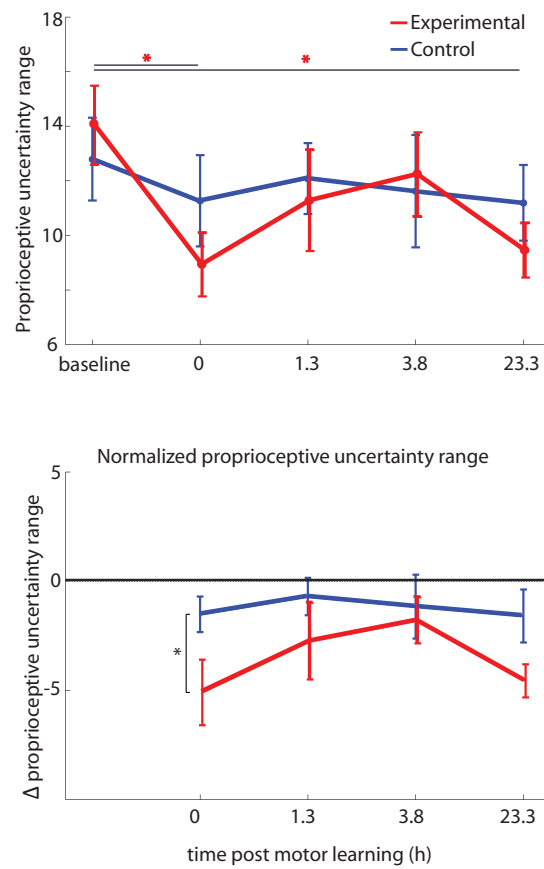 18
14
10
6
Proprioceptive uncertainty range
Experimental
Control
*
*
baseline 0 1.3 3.8 23.3
Normalized proprioceptive uncertainty range
5
0
-5
Δ proprioceptive uncertainty range
*
0 1.3 3.8 23.3
time post motor learning (h)